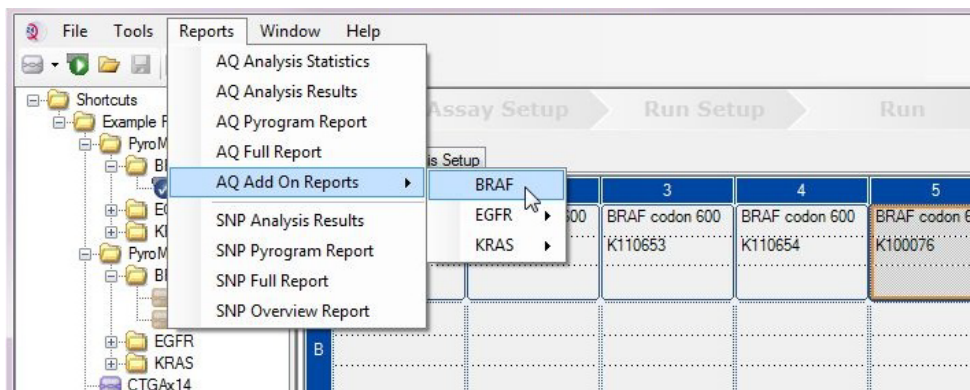 File Tools Reports Window Help
AQ Analysis Statistics
AQ Analysis Results
AQ Pyrogram Report
AQ Full Report
AQ Add On Reports
SNP Analysis Results
SNP Pyrogram Report
SNP Full Report
SNP Overview Report
BRAF
EGFR
KRAS
Shortcuts
Example
PyroM
PyroM
EGFR
KRAS
CTGAx14
Assay Setup Run Setup Run
Setup
3 4 5
BRAF codon 600 BRAF codon 600 BRAF codon
K110653 K110654 K100076
B